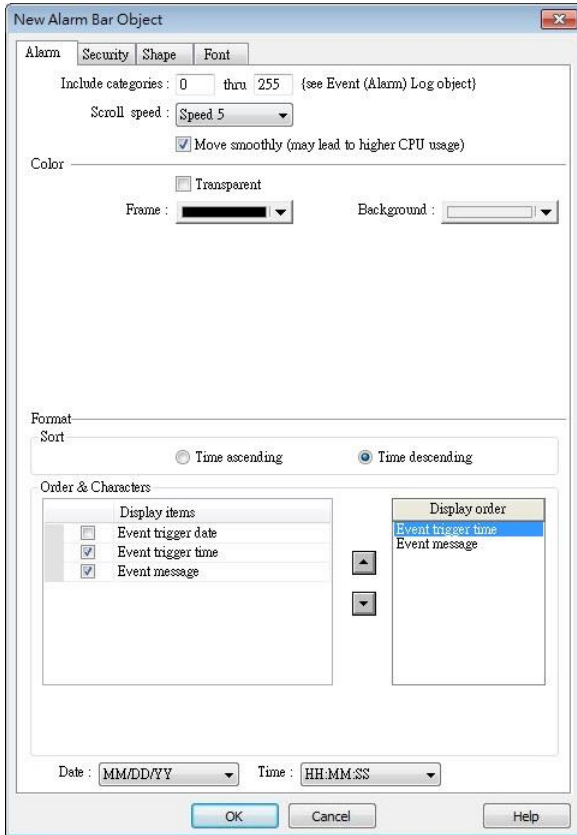 New Alarm Bar Object
Alarm Security Shape Font
Include categories : 0 thru 255 {see Event (Alarm) Log object}
Scroll speed : Speed 5
Move smoothly (may lead to higher CPU usage)
Color
Transparent
Frame : Background :
Format
Sort
Time ascending Time descending
Order & Characters
Display items
Event trigger date
Event trigger time
Event message
Display order
Event trigger time
Event message
Date : MM/DD/YY Time : HH:MM:SS
OK Cancel Help